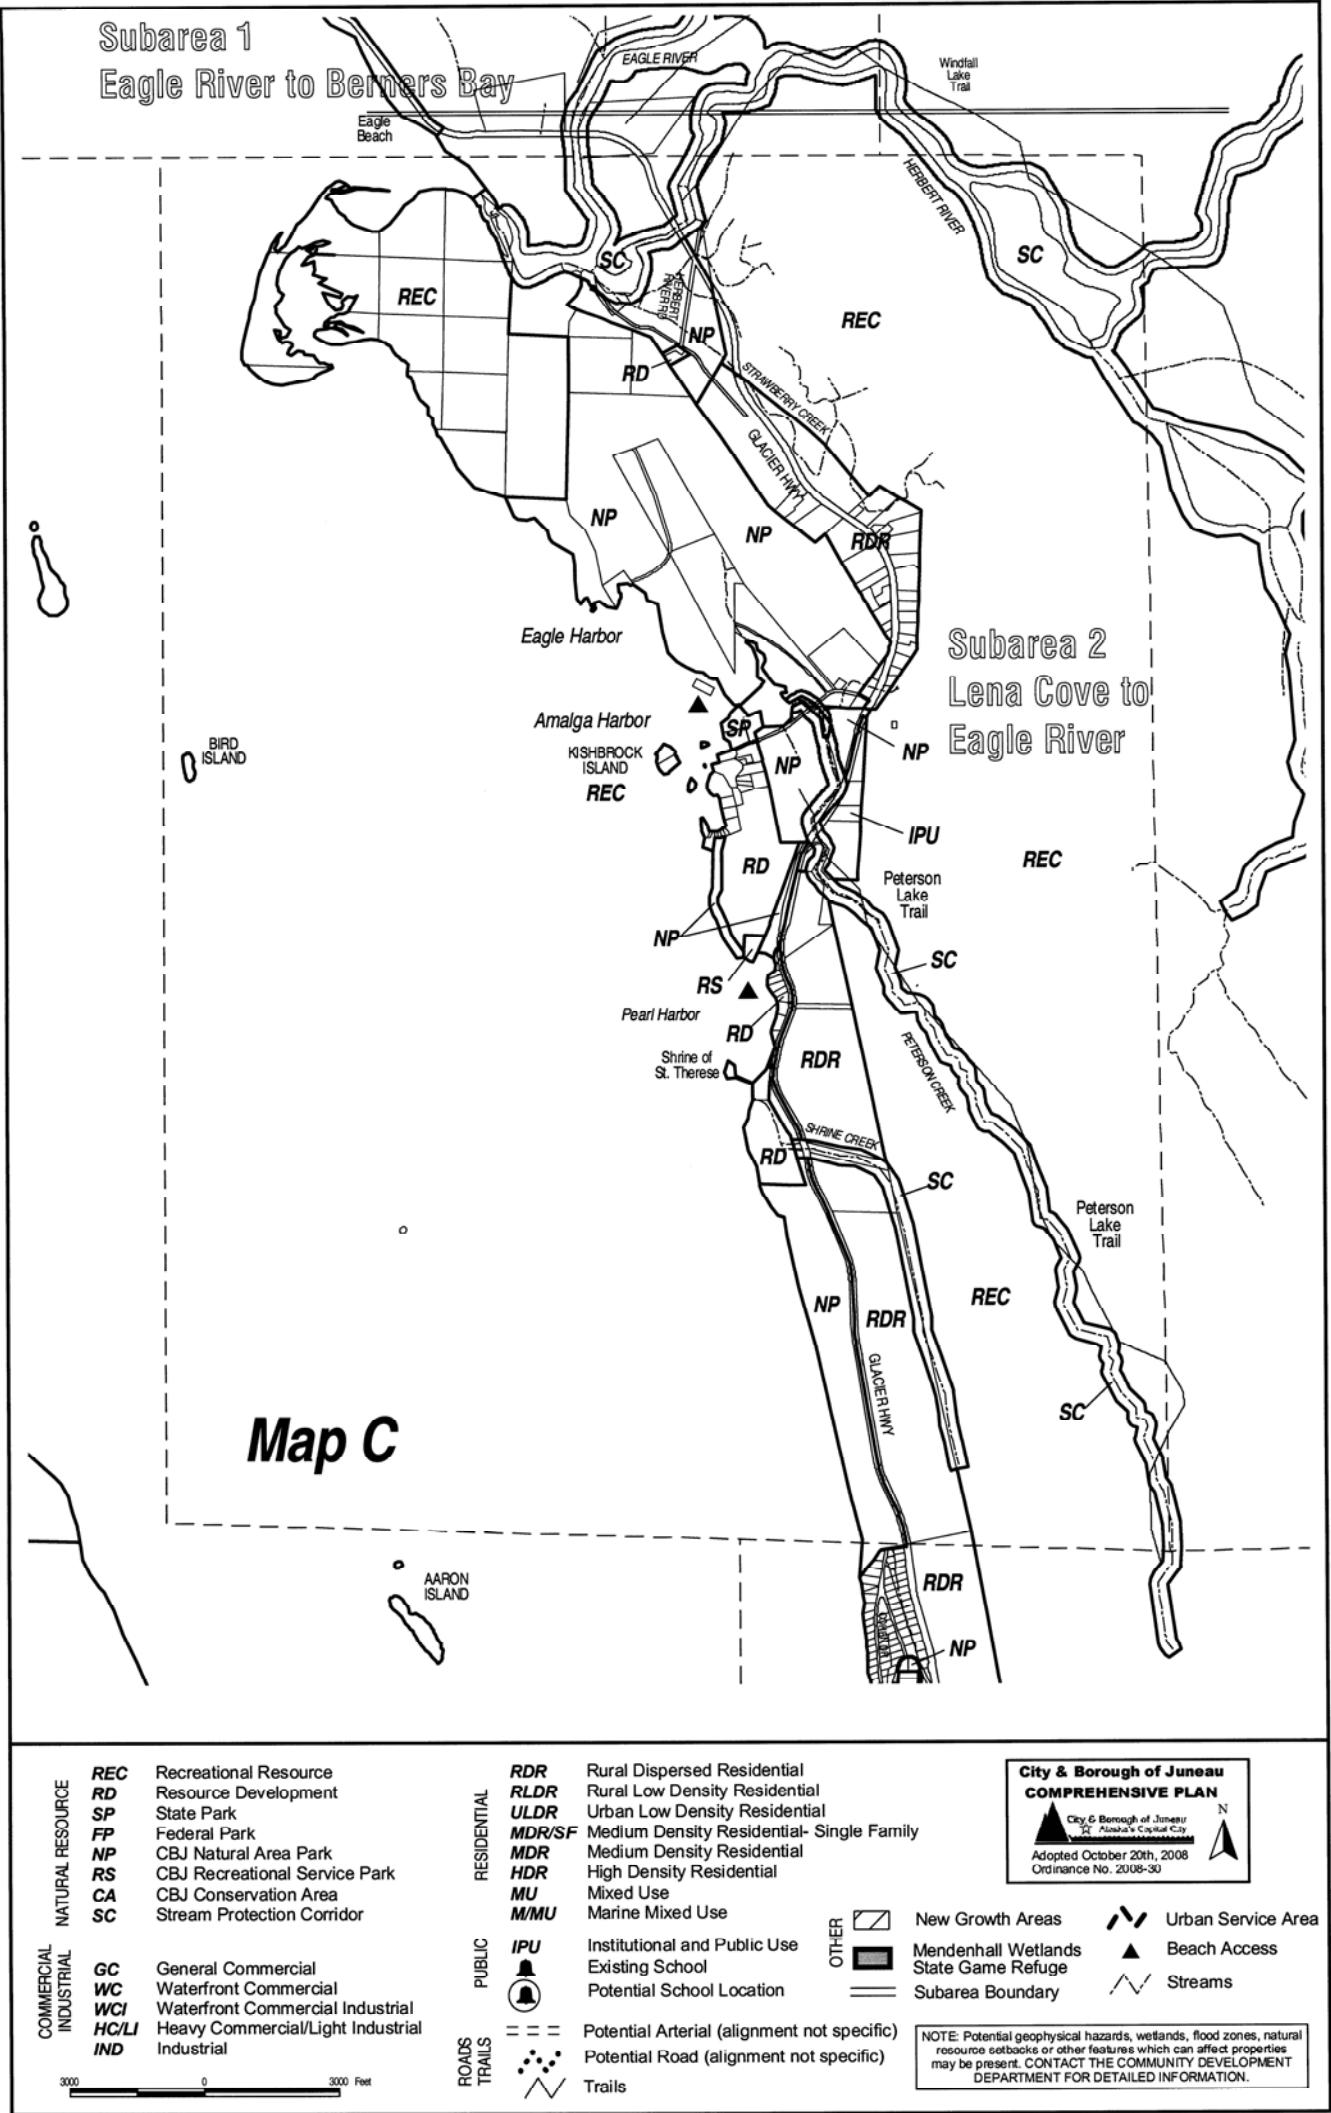 Subarea 1
Eagle River to Berners Bay
EAGLE RIVER
Windfall
Lake
Trail
Eagle
Beach
HERBERT RIVER
SC
SC
REC
HERBERT
RIVER RD
REC
NP
RD
STRAWBERRY CREEK
GLACIER HWY
NP
NP
RDR
Eagle Harbor
Subarea 2
Lena Cove to
Eagle River
Amalga Harbor
SP
BIRD
ISLAND
KISHBROCK
ISLAND
NP
NP
REC
IPU
RD
REC
Peterson
Lake
Trail
NP
SC
RS
Pearl Harbor
RD
PETERSON CREEK
Shrine of
St. Therese
RDR
SHRINE CREEK
RD
SC
Peterson
Lake
Trail
NP
RDR
REC
GLACIER HWY
SC
Map C
AARON
ISLAND
RDR
NP
NATURAL RESOURCE
REC Recreational Resource
RD Resource Development
SP State Park
FP Federal Park
NP CBJ Natural Area Park
RS CBJ Recreational Service Park
CA CBJ Conservation Area
SC Stream Protection Corridor
COMMERCIAL
INDUSTRIAL
GC General Commercial
WC Waterfront Commercial
WCI Waterfront Commercial Industrial
HC/LI Heavy Commercial/Light Industrial
IND Industrial
3000 0 3000 Feet
RESIDENTIAL
RDR Rural Dispersed Residential
RLDR Rural Low Density Residential
ULDR Urban Low Density Residential
MDR/SF Medium Density Residential- Single Family
MDR Medium Density Residential
HDR High Density Residential
MU Mixed Use
M/MU Marine Mixed Use
PUBLIC
IPU Institutional and Public Use
Existing School
Potential School Location
ROADS
TRAILS
Potential Arterial (alignment not specific)
Potential Road (alignment not specific)
Trails
City & Borough of Juneau
COMPREHENSIVE PLAN
N
City & Borough of Juneau
Alaska's Capital City
Adopted October 20th, 2008
Ordinance No. 2008-30
OTHER
New Growth Areas
Mendenhall Wetlands
State Game Refuge
Subarea Boundary
Urban Service Area
Beach Access
Streams
NOTE: Potential geophysical hazards, wetlands, flood zones, natural
resource setbacks or other features which can affect properties
may be present. CONTACT THE COMMUNITY DEVELOPMENT
DEPARTMENT FOR DETAILED INFORMATION.